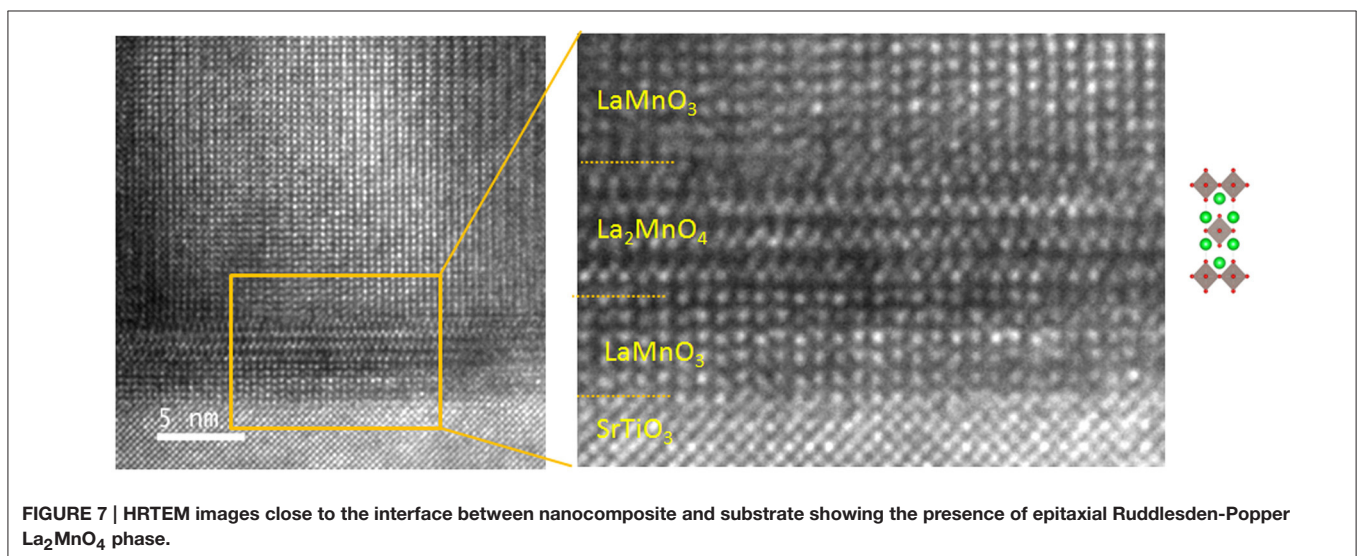 LaMnO₃
La₂MnO₄
LaMnO₃
SrTiO₃
5 nm
FIGURE 7 | HRTEM images close to the interface between nanocomposite and substrate showing the presence of epitaxial Ruddlesden-Popper
La₂MnO₄ phase.